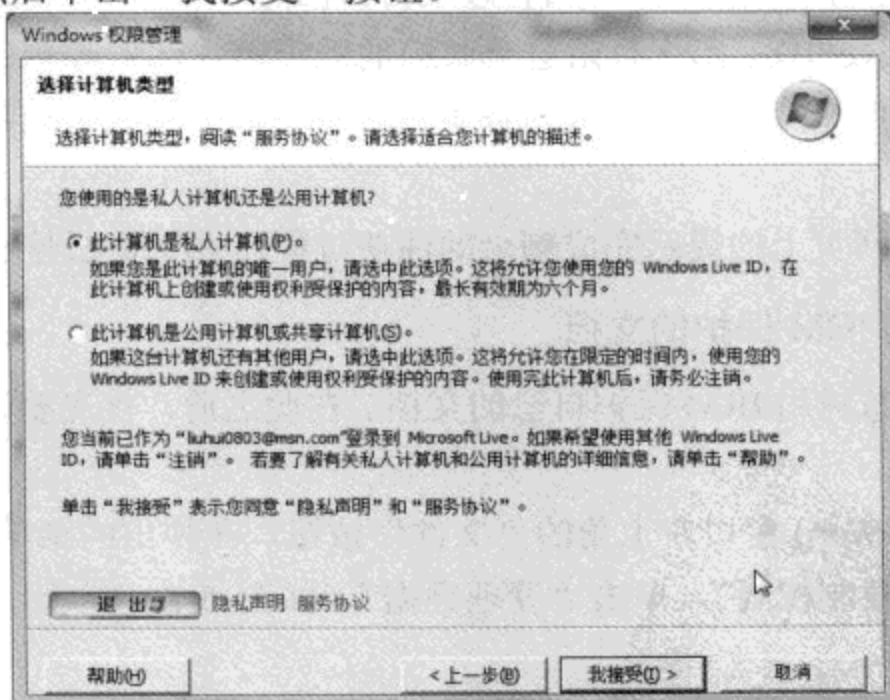 Windows 权限管理
选择计算机类型
选择计算机类型，阅读“服务协议”。请选择适合您计算机的描述。
您使用的是私人计算机还是公用计算机?
此计算机是私人计算机(P)。
如果您是此计算机的唯一用户，请选中此选项。这将允许您使用您的 Windows Live ID，在
此计算机上创建或使用权利受保护的内容，最长有效期为六个月。
此计算机是公用计算机或共享计算机(S)。
如果这台计算机还有其他用户，请选中此选项。这将允许您在限定的时间内，使用您的
Windows Live ID 来创建或使用权利受保护的内容。使用完此计算机后，请务必注销。
您当前已作为“liuhui0803@msn.com”登录到 Microsoft Live。如果希望使用其他 Windows Live
ID，请单击“注销”。 若要了解有关私人计算机和公用计算机的详细信息，请单击“帮助”。
单击“我接受”表示您同意“隐私声明”和“服务协议”。
退 出 隐私声明 服务协议
帮助(H) <上一步(B) 我接受(I) > 取消